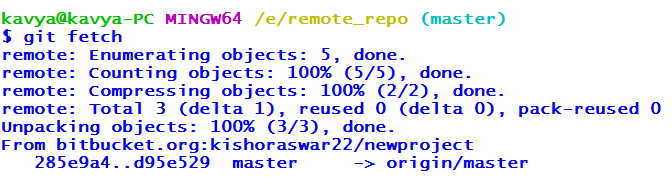 kavya@kavya-PC MINGW64 /e/remote_repo (master)
$ git fetch
remote: Enumerating objects: 5, done.
remote: Counting objects: 100% (5/5), done.
remote: Compressing objects: 100% (2/2), done.
remote: Total 3 (delta 1), reused 0 (delta 0), pack-reused 0
Unpacking objects: 100% (3/3), done.
From bitbucket.org:kishoraswar22/newproject
   285e9a4..d95e529  master     -> origin/master